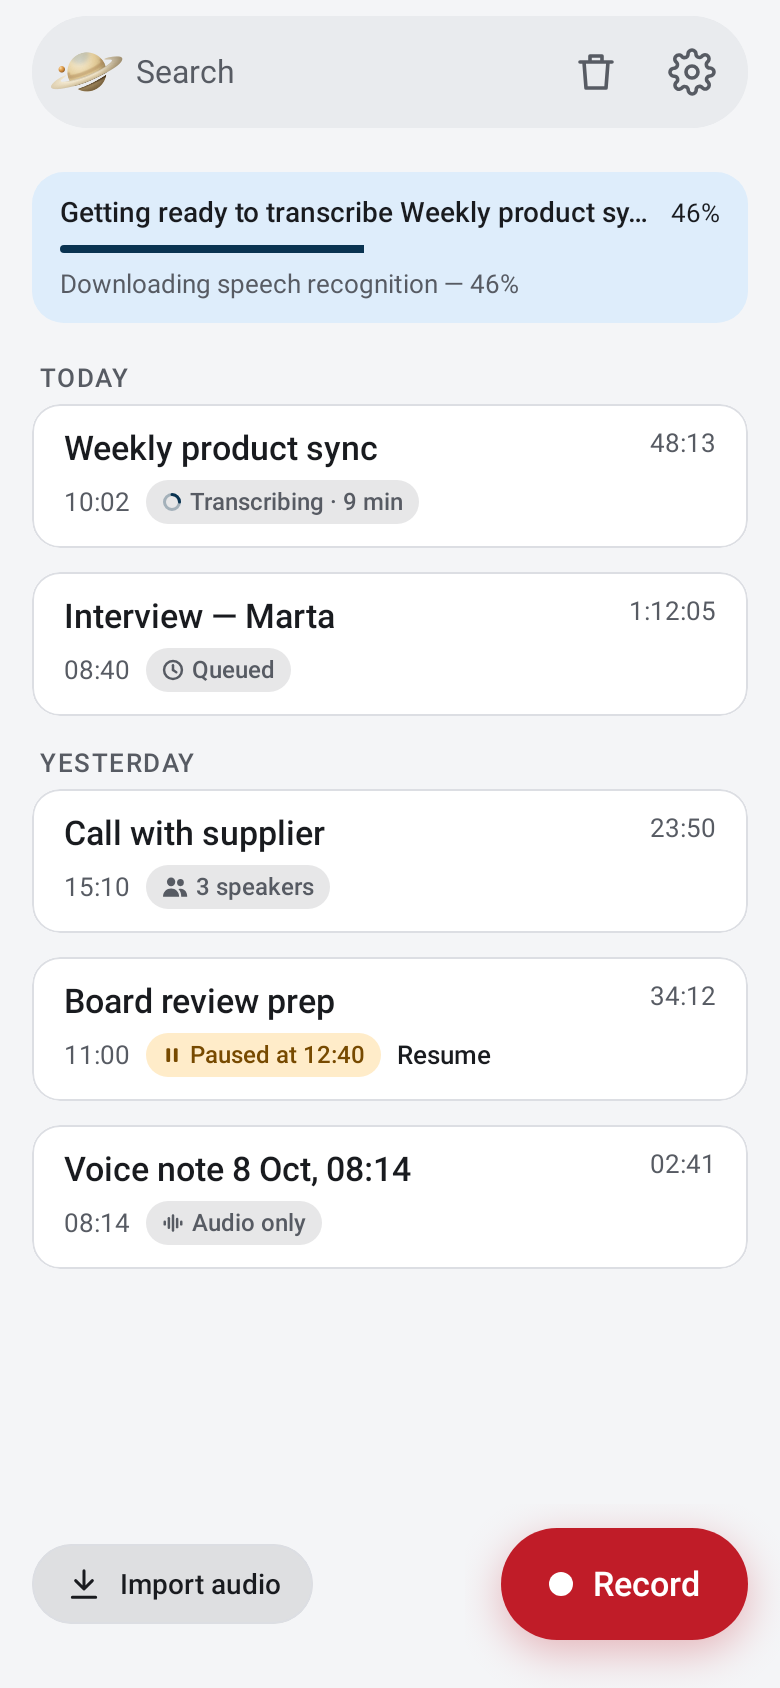 Search
Getting ready to transcribe Weekly product sy… 46%
Downloading speech recognition — 46%
TODAY
Weekly product sync 48:13
10:02 Transcribing · 9 min
Interview — Marta 1:12:05
08:40 Queued
YESTERDAY
Call with supplier 23:50
15:10 3 speakers
Board review prep 34:12
11:00 Paused at 12:40 Resume
Voice note 8 Oct, 08:14 02:41
08:14 Audio only
Import audio Record